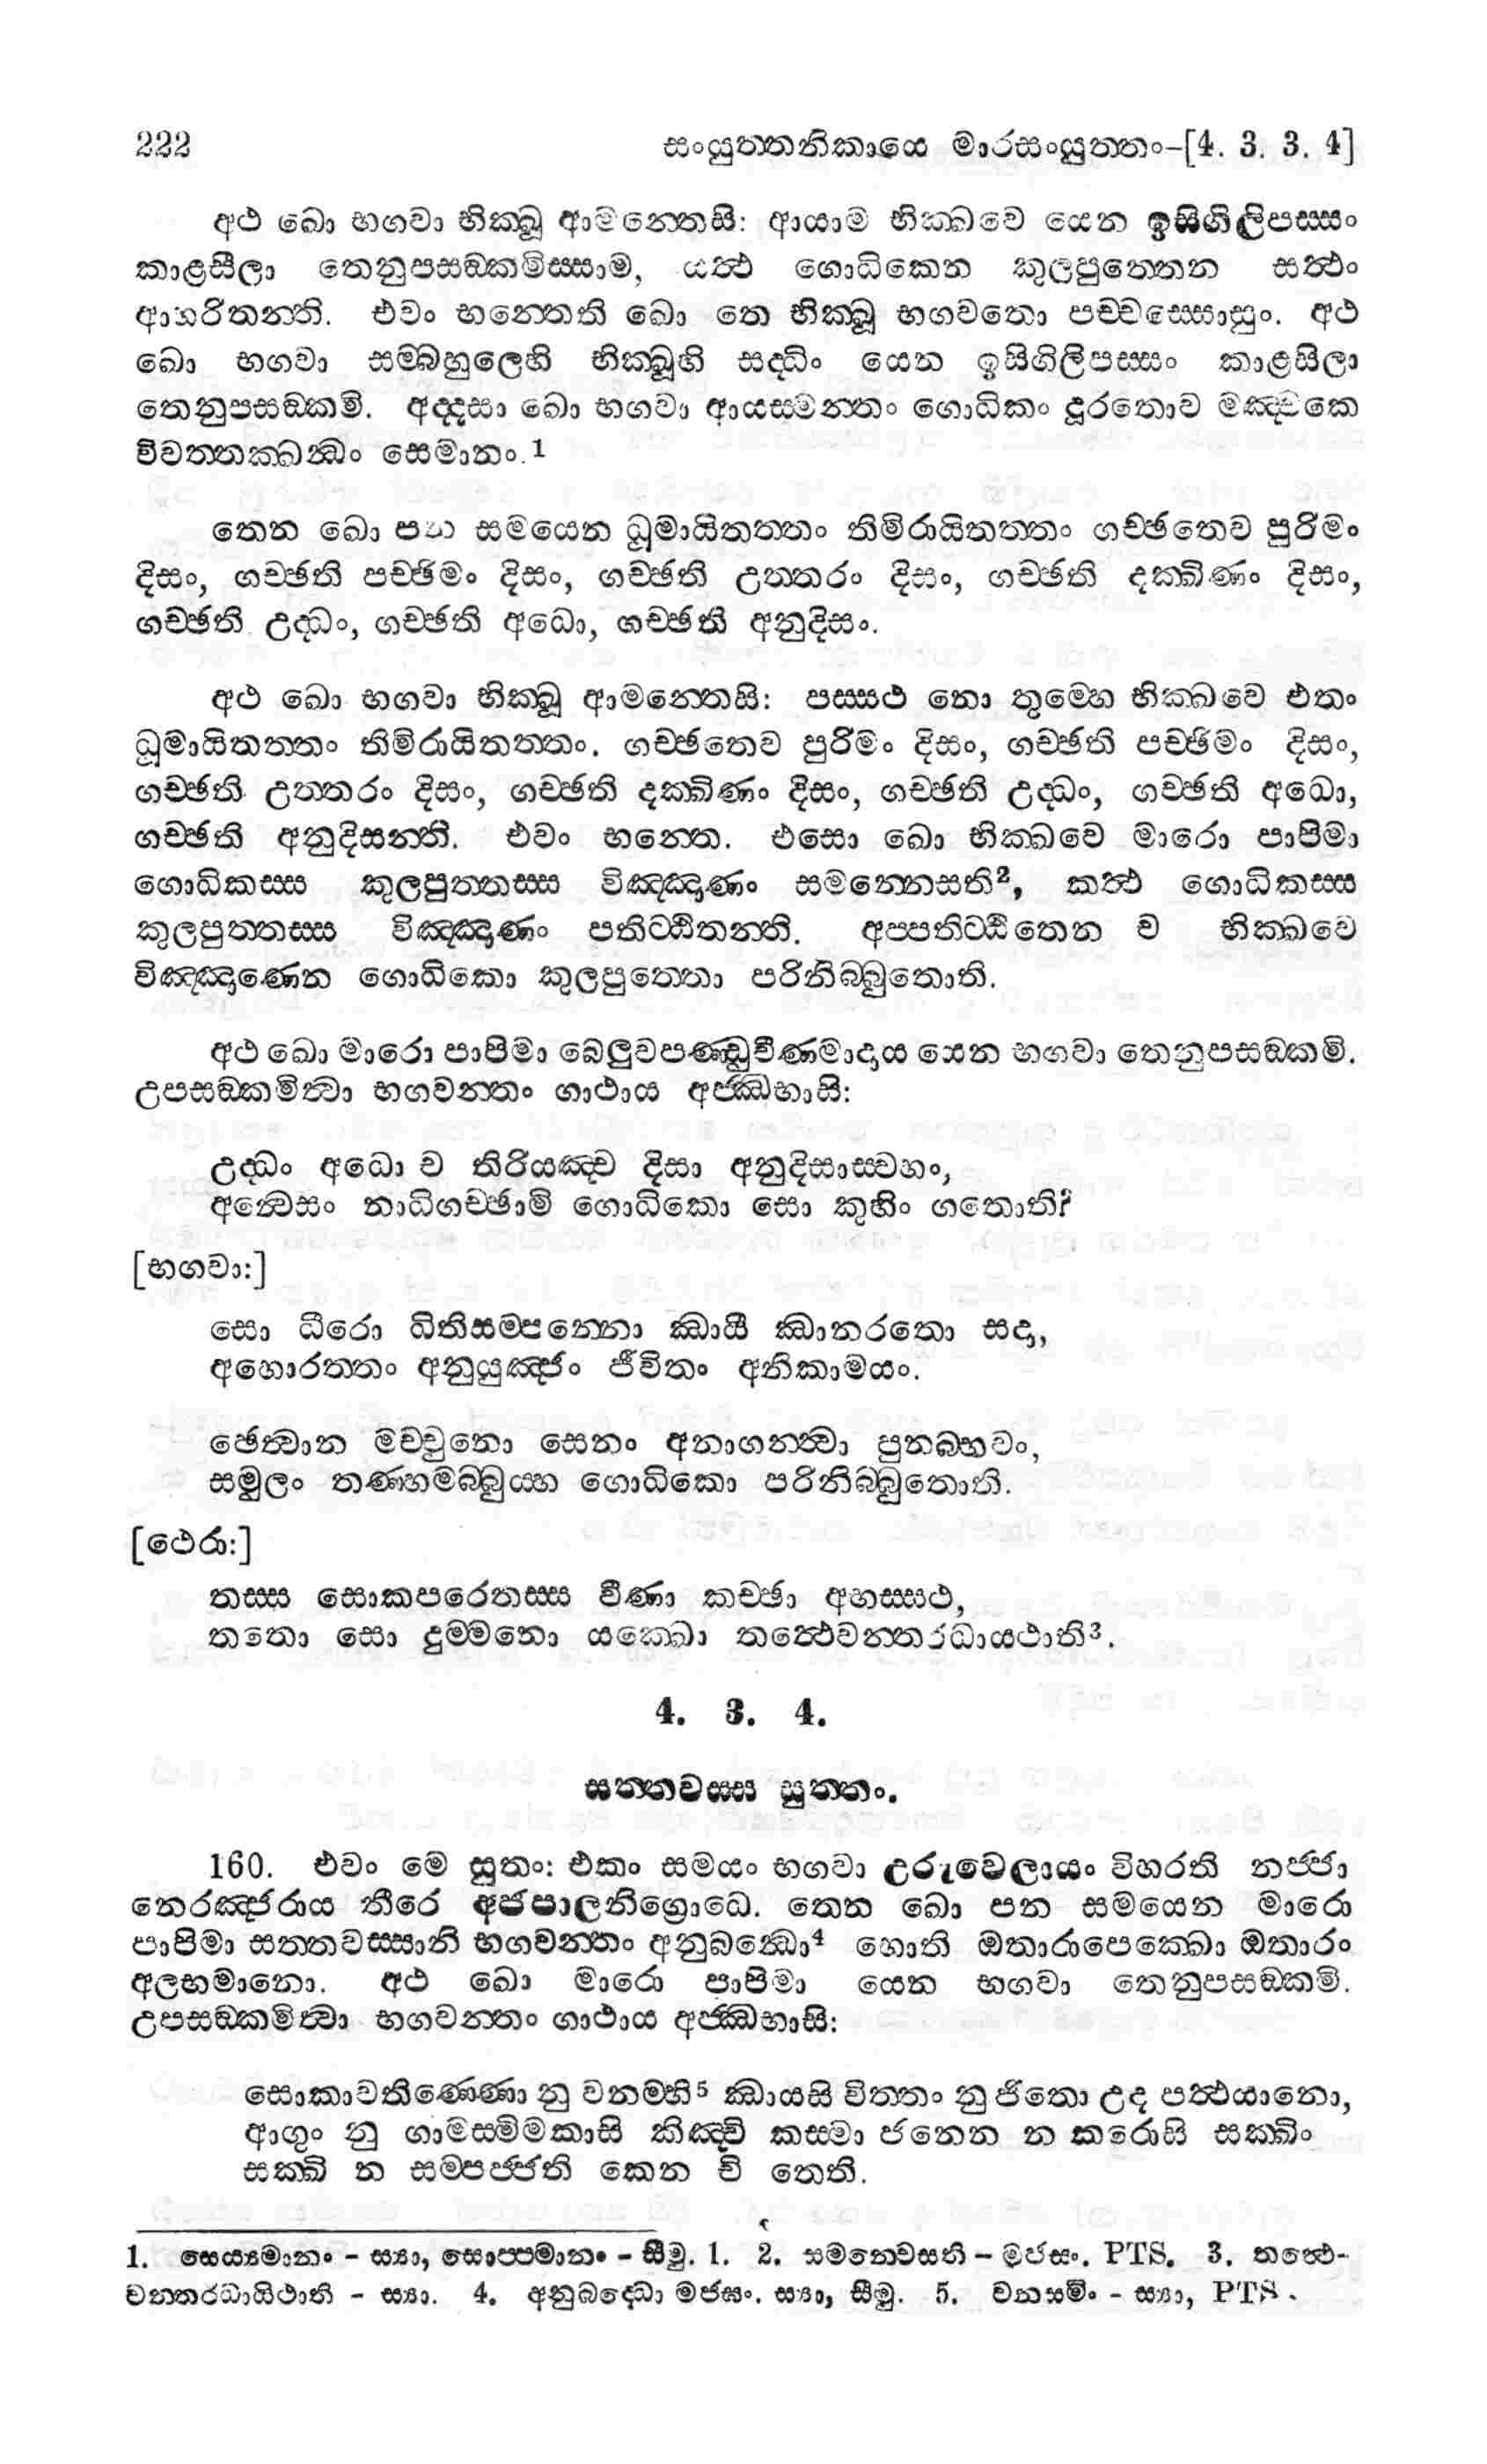 222 සංයුත්තනිකායෙ මාරසංයුත්තං-[4. 3. 3. 4]
අථ ඛො භගවා භික්ඛූ ආමන්තෙසි: ආයාම භික්ඛවෙ යෙන ඉසිගිලිපස්සං
කාළසීලා තෙනුපසඞ්කමිස්සාම, යත්ථ ගොධිකෙන කුලපුත්තෙන සත්ථං
ආහරිතන්ති. එවං භන්තෙති ඛො තෙ භික්ඛූ භගවතො පච්චස්සොසුං. අථ
ඛො භගවා සම්බහුලෙහි භික්ඛූහි සද්ධිං යෙන ඉසිගිලිපස්සං කාළසිලා
තෙනුපසඞ්කමි. අද්දසා ඛො භගවා ආයස්මන්තං ගොධිකං දූරතොව මඤ්චකෙ
විවත්තක්ඛන්ධං සෙමානං.1
තෙන ඛො පන සමයෙන ධූමායිතත්තං තිමිරායිතත්තං ගච්ඡතෙව පුරිමං
දිසං, ගච්ඡති පච්ඡිමං දිසං, ගච්ඡති උත්තරං දිසං, ගච්ඡති දක්ඛිණං දිසං,
ගච්ඡති උද්ධං, ගච්ඡති අධො, ගච්ඡති අනුදිසං.
අථ ඛො භගවා භික්ඛූ ආමන්තෙසි: පස්සථ නො තුම්හෙ භික්ඛවෙ එතං
ධූමායිතත්තං තිමිරායිතත්තං. ගච්ඡතෙව පුරිමං දිසං, ගච්ඡති පච්ඡිමං දිසං,
ගච්ඡති උත්තරං දිසං, ගච්ඡති දක්ඛිණං දිසං, ගච්ඡති උද්ධං, ගච්ඡති අධො,
ගච්ඡති අනුදිසන්ති. එවං භන්තෙ. එසො ඛො භික්ඛවෙ මාරො පාපිමා
ගොධිකස්ස කුලපුත්තස්ස විඤ්ඤාණං සමන්නෙසති2, කත්ථ ගොධිකස්ස
කුලපුත්තස්ස විඤ්ඤාණං පතිට්ඨිතන්ති. අප්පතිට්ඨිතෙන ච භික්ඛවෙ
විඤ්ඤාණෙන ගොධිකො කුලපුත්තො පරිනිබ්බුතොති.
අථ ඛො මාරො පාපිමා බෙලුවපණ්ඩුවීණමාදාය යෙන භගවා තෙනුපසඞ්කමි.
උපසඞ්කමිත්වා භගවන්තං ගාථාය අජ්ඣභාසි:
උද්ධං අධො ච තිරියඤ්ච දිසා අනුදිසාස්වහං,
අන්වෙසං නාධිගච්ඡාමි ගොධිකො සො කුහිං ගතොති?
[භගවා:]
සො ධීරො ධිතිසම්පන්නො ඣායී ඣානරතො සදා,
අහොරත්තං අනුයුඤ්ජං ජීවිතං අනිකාමයං.
ඡෙත්වාන මච්චුනො සෙනං අනාගන්ත්වා පුනබ්භවං,
සමූලං තණ්හමබ්බුය්හ ගොධිකො පරිනිබ්බුතොති.
[ථෙරා:]
තස්ස සොකපරෙතස්ස වීණා කච්ඡා අභස්සථ,
තතො සො දුම්මනො යක්ඛො තත්ථෙවන්තරධායථාති3.
4. 3. 4.
සත්තවස්ස සුත්තං.
160. එවං මෙ සුතං: එකං සමයං භගවා උරුවෙලායං විහරති නජ්ජා
නෙරඤ්ජරාය තීරෙ අජපාලනිග්‍රොධෙ. තෙන ඛො පන සමයෙන මාරො
පාපිමා සත්තවස්සානි භගවන්තං අනුබන්ධො4 හොති ඔතාරාපෙක්ඛො ඔතාරං
අලභමානො. අථ ඛො මාරො පාපිමා යෙන භගවා තෙනුපසඞ්කමි.
උපසඞ්කමිත්වා භගවන්තං ගාථාය අජ්ඣභාසි:
සොකාවතිණ්ණො නු වනම්හි5 ඣායසි විත්තං නු ජිතො උද පත්ථයානො,
ආගුං නු ගාමස්මිමකාසි කිඤ්චි කස්මා ජනෙන න කරොසි සක්ඛිං
සක්ඛි න සම්පජ්ජති කෙන චි තෙති.
1. සෙය්‍යමානං - ස්‍යා, සොප්පමානං - සීමු. 1. 2. සමන්වෙසති - මජසං. PTS. 3. තත්ථෙ-
වන්තරධායිථාති - ස්‍යා. 4. අනුබද්ධො මජසං. ස්‍යා, සීමු. 5. වනස්මිං - ස්‍යා, PTS.